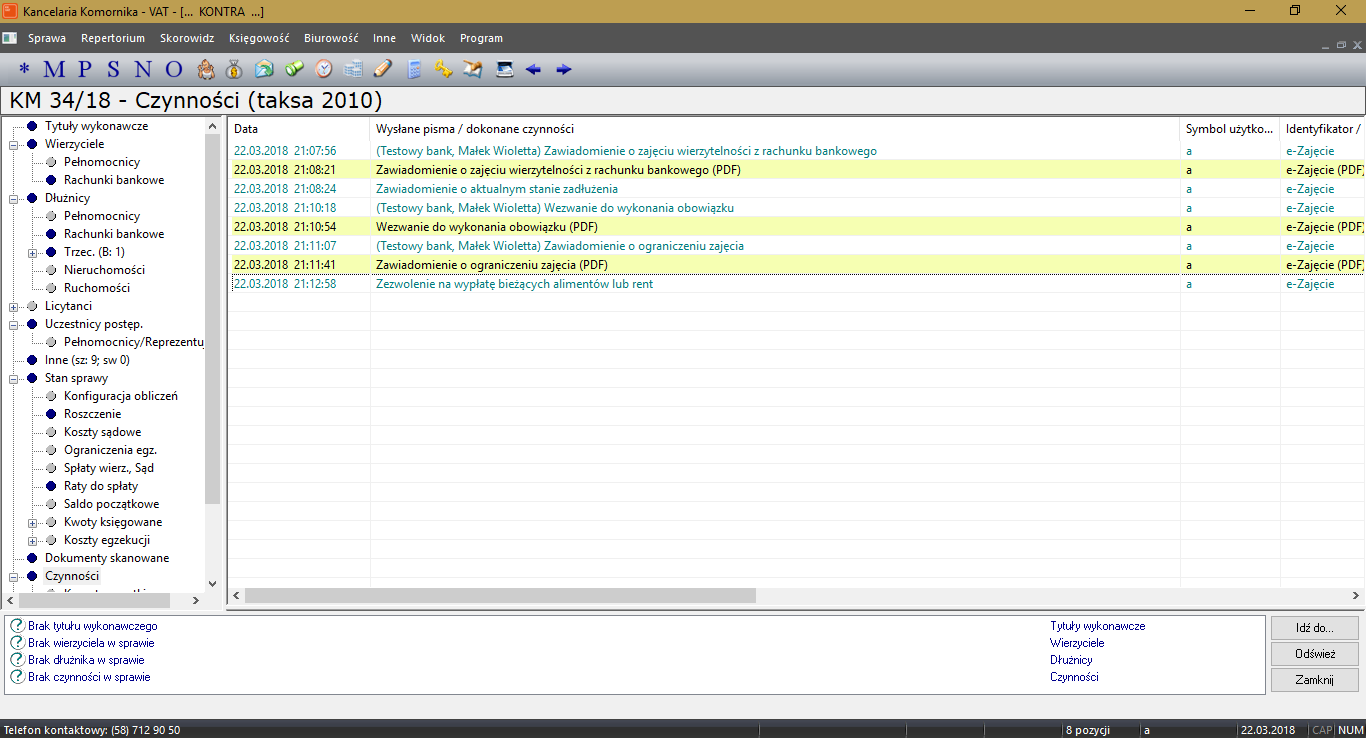 Kancelaria Komornika - VAT - [... KONTRA ...]
Sprawa Repertorium Skorowidz Księgowość Biurowość Inne Widok Program
* M P S N O
KM 34/18 - Czynności (taksa 2010)
Tytuły wykonawcze
Wierzyciele
Pełnomocnicy
Rachunki bankowe
Dłużnicy
Pełnomocnicy
Rachunki bankowe
Trzec. (B: 1)
Nieruchomości
Ruchomości
Licytanci
Uczestnicy postęp.
Pełnomocnicy/Reprezentu
Inne (sz: 9; sw 0)
Stan sprawy
Konfiguracja obliczeń
Roszczenie
Koszty sądowe
Ograniczenia egz.
Spłaty wierz., Sąd
Raty do spłaty
Saldo początkowe
Kwoty księgowane
Koszty egzekucji
Dokumenty skanowane
Czynności
Data Wysłane pisma / dokonane czynności Symbol użytko... Identyfikator /
22.03.2018 21:07:56 (Testowy bank, Małek Wioletta) Zawiadomienie o zajęciu wierzytelności z rachunku bankowego a e-Zajęcie
22.03.2018 21:08:21 Zawiadomienie o zajęciu wierzytelności z rachunku bankowego (PDF) a e-Zajęcie (PDF)
22.03.2018 21:08:24 Zawiadomienie o aktualnym stanie zadłużenia a e-Zajęcie
22.03.2018 21:10:18 (Testowy bank, Małek Wioletta) Wezwanie do wykonania obowiązku a e-Zajęcie
22.03.2018 21:10:54 Wezwanie do wykonania obowiązku (PDF) a e-Zajęcie (PDF)
22.03.2018 21:11:07 (Testowy bank, Małek Wioletta) Zawiadomienie o ograniczeniu zajęcia a e-Zajęcie
22.03.2018 21:11:41 Zawiadomienie o ograniczeniu zajęcia (PDF) a e-Zajęcie (PDF)
22.03.2018 21:12:58 Zezwolenie na wypłatę bieżących alimentów lub rent a e-Zajęcie
Brak tytułu wykonawczego Tytuły wykonawcze
Brak wierzyciela w sprawie Wierzyciele
Brak dłużnika w sprawie Dłużnicy
Brak czynności w sprawie Czynności
Idź do...
Odśwież
Zamknij
Telefon kontaktowy: (58) 712 90 50 8 pozycji a 22.03.2018 CAP NUM